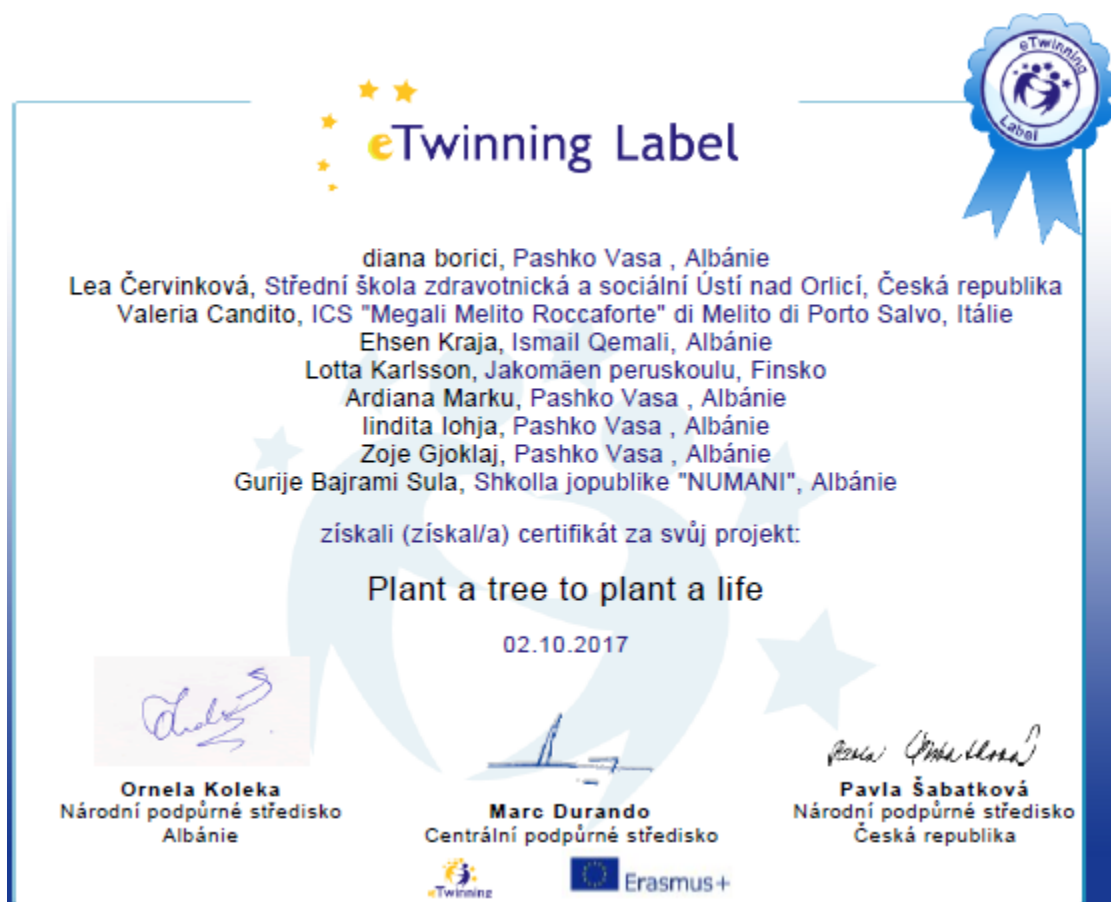 eTwinning
Label
eTwinning Label
diana borici, Pashko Vasa , Albánie
Lea Červinková, Střední škola zdravotnická a sociální Ústí nad Orlicí, Česká republika
Valeria Candito, ICS "Megali Melito Roccaforte" di Melito di Porto Salvo, Itálie
Ehsen Kraja, Ismail Qemali, Albánie
Lotta Karlsson, Jakomäen peruskoulu, Finsko
Ardiana Marku, Pashko Vasa , Albánie
lindita lohja, Pashko Vasa , Albánie
Zoje Gjoklaj, Pashko Vasa , Albánie
Gurije Bajrami Sula, Shkolla jopublike "NUMANI", Albánie
získali (získal/a) certifikát za svůj projekt:
Plant a tree to plant a life
02.10.2017
Ornela Koleka
Národní podpůrné středisko
Albánie
Marc Durando
Centrální podpůrné středisko
Pavla Šabatková
Národní podpůrné středisko
Česká republika
eTwinning
Erasmus+